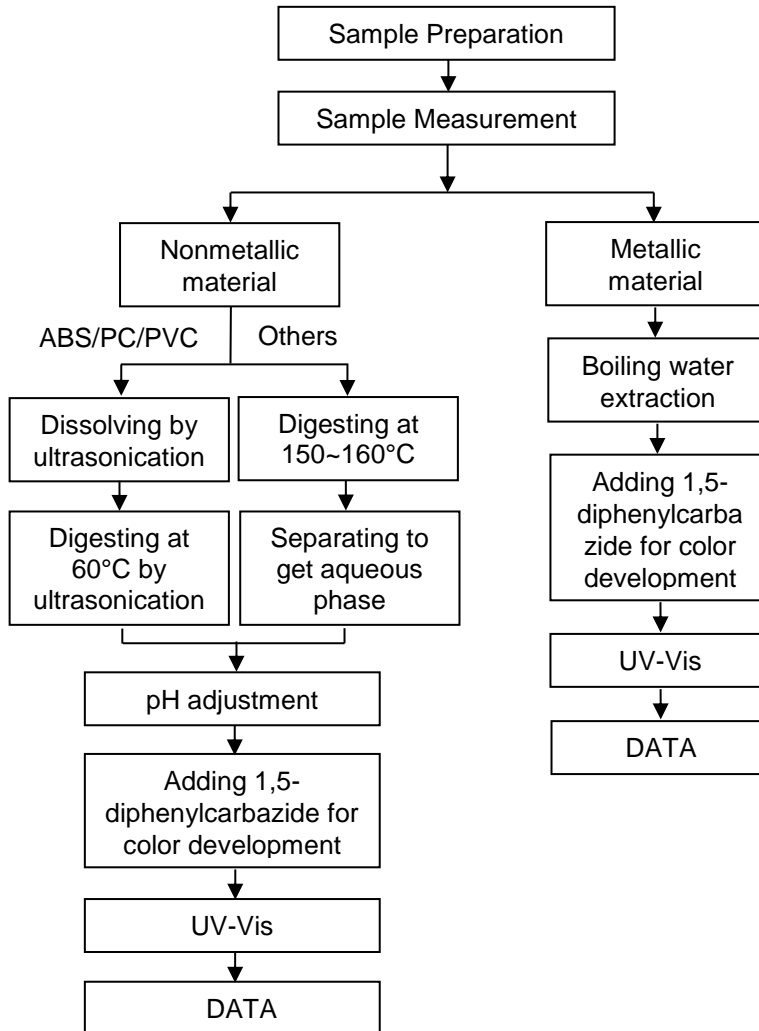 Sample Preparation
Sample Measurement
Nonmetallic
material
Metallic
material
ABS/PC/PVC
Others
Boiling water
extraction
Dissolving by
ultrasonication
Digesting at
150~160°C
Adding 1,5-
diphenylcarba
zide for color
development
Digesting at
60°C by
ultrasonication
Separating to
get aqueous
phase
UV-Vis
pH adjustment
DATA
Adding 1,5-
diphenylcarbazide for
color development
UV-Vis
DATA